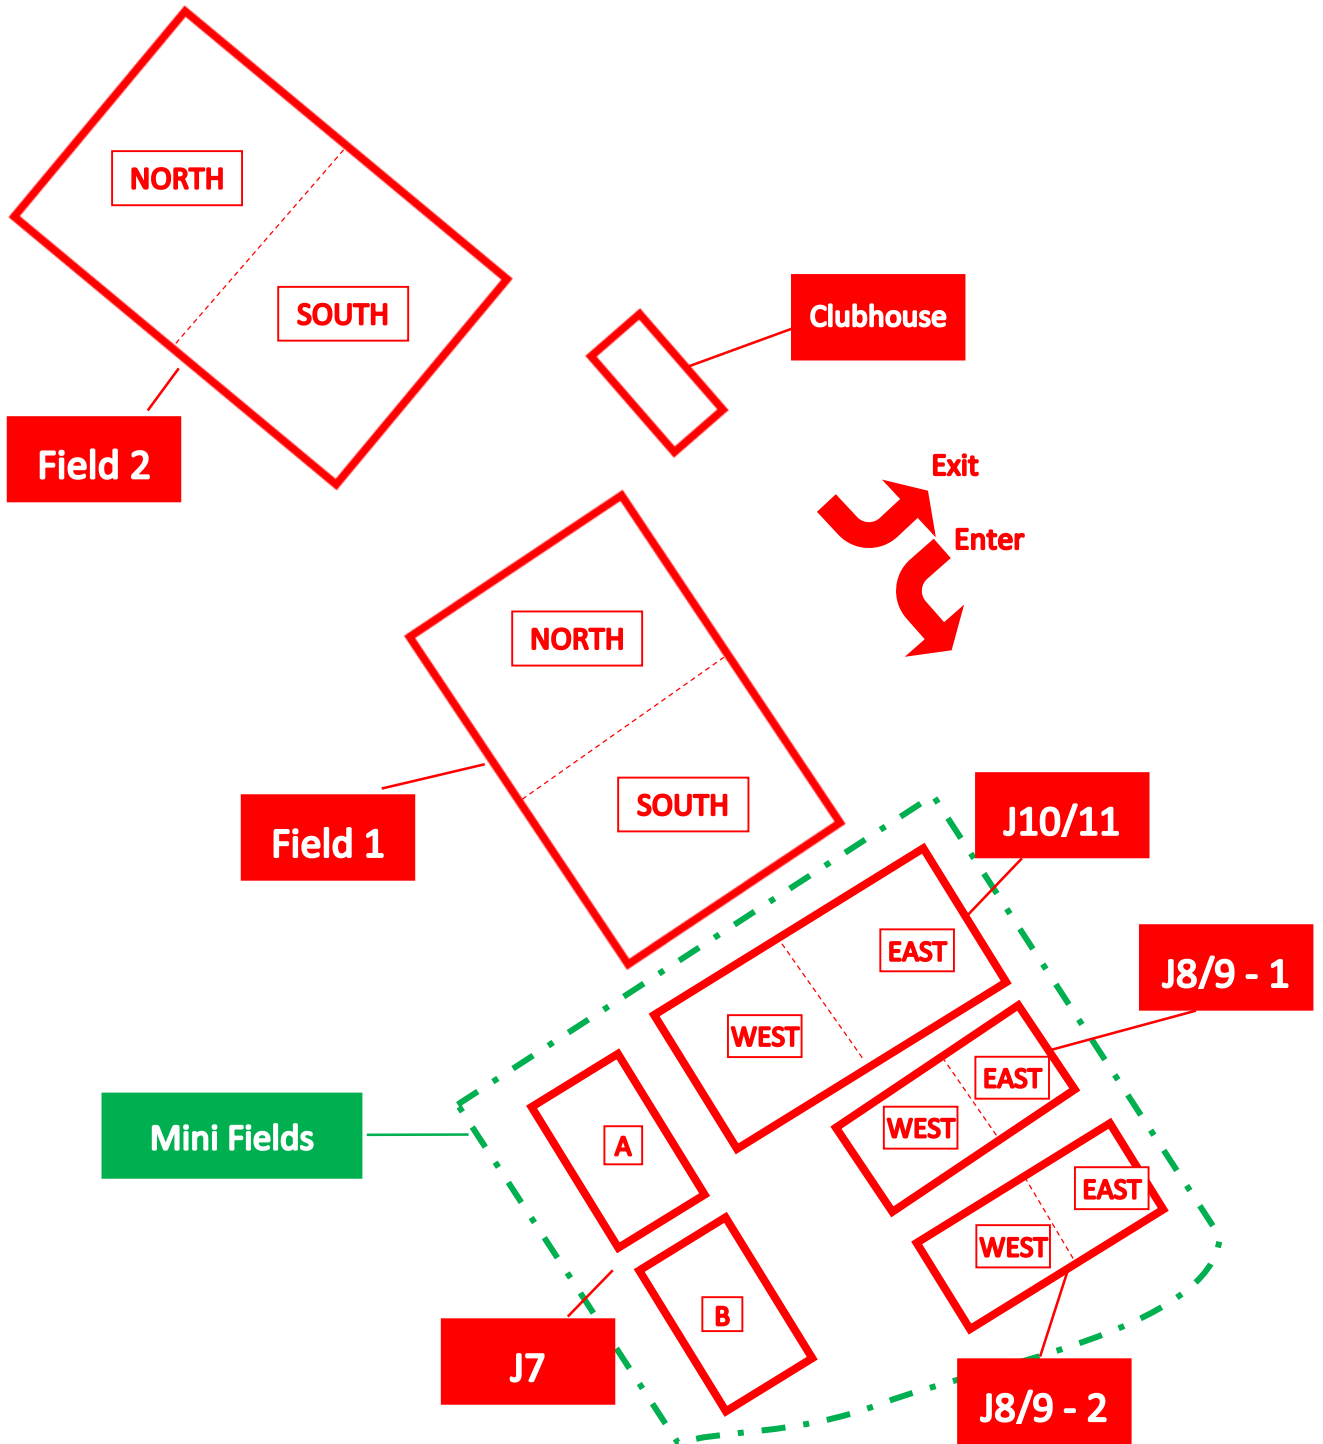 NORTH
SOUTH
Clubhouse
Field 2
Exit
Enter
NORTH
SOUTH
Field 1
J10/11
EAST
WEST
J8/9 - 1
EAST
WEST
Mini Fields
A
EAST
WEST
B
J7
J8/9 - 2